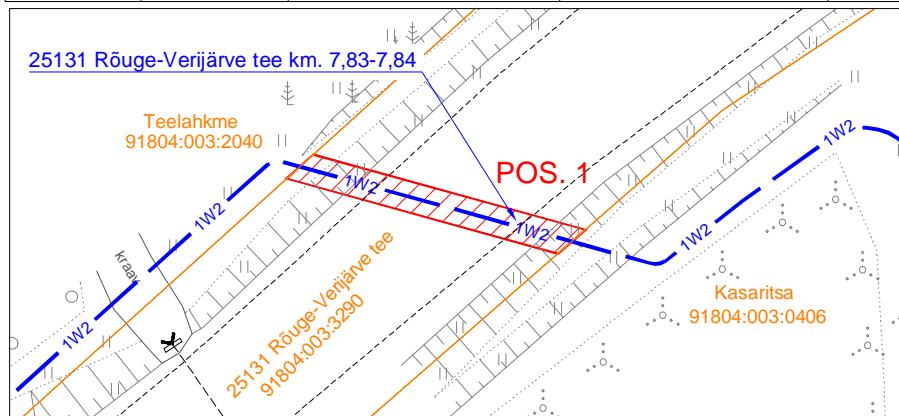 25131 Rõuge-Verijärve tee km. 7,83-7,84
Teelahkme
91804:003:2040
POS. 1
1W2
1W2
1W2
1W2
1W2
1W2
kraav
25131 Rõuge-Verijärve tee
91804:003:3290
Kasaritsa
91804:003:0406